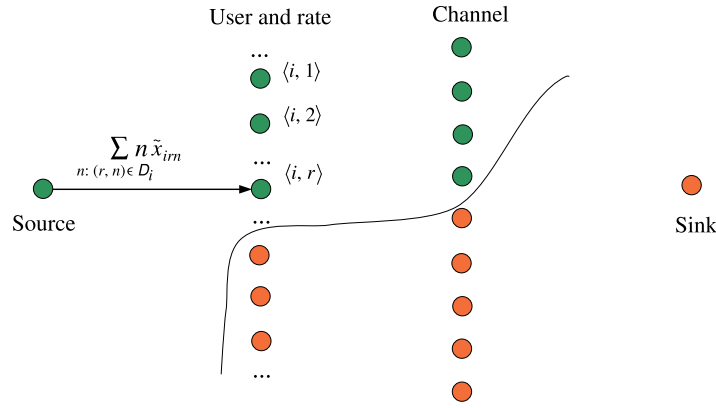 User and rate
Channel
...
⟨i, 1⟩
⟨i, 2⟩
...
∑ n x̃_irn
n: (r, n)∈ D_i
⟨i, r⟩
Source
...
Sink
...